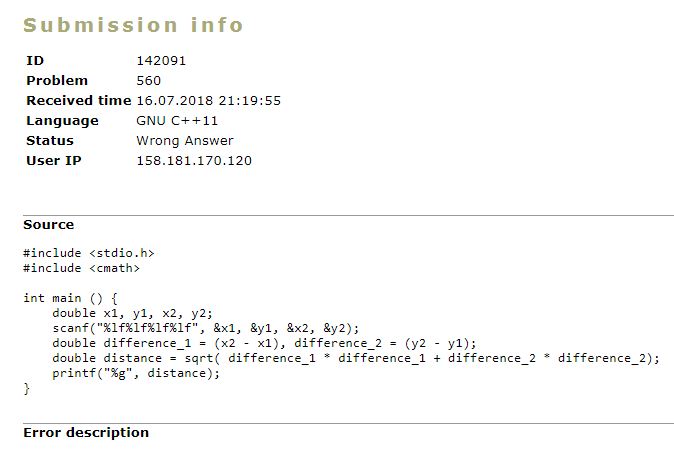 Submission info
ID 142091
Problem 560
Received time 16.07.2018 21:19:55
Language GNU C++11
Status Wrong Answer
User IP 158.181.170.120
Source
#include <stdio.h>
#include <cmath>
int main () {
    double x1, y1, x2, y2;
    scanf("%lf%lf%lf%lf", &x1, &y1, &x2, &y2);
    double difference_1 = (x2 - x1), difference_2 = (y2 - y1);
    double distance = sqrt( difference_1 * difference_1 + difference_2 * difference_2);
    printf("%g", distance);
}
Error description